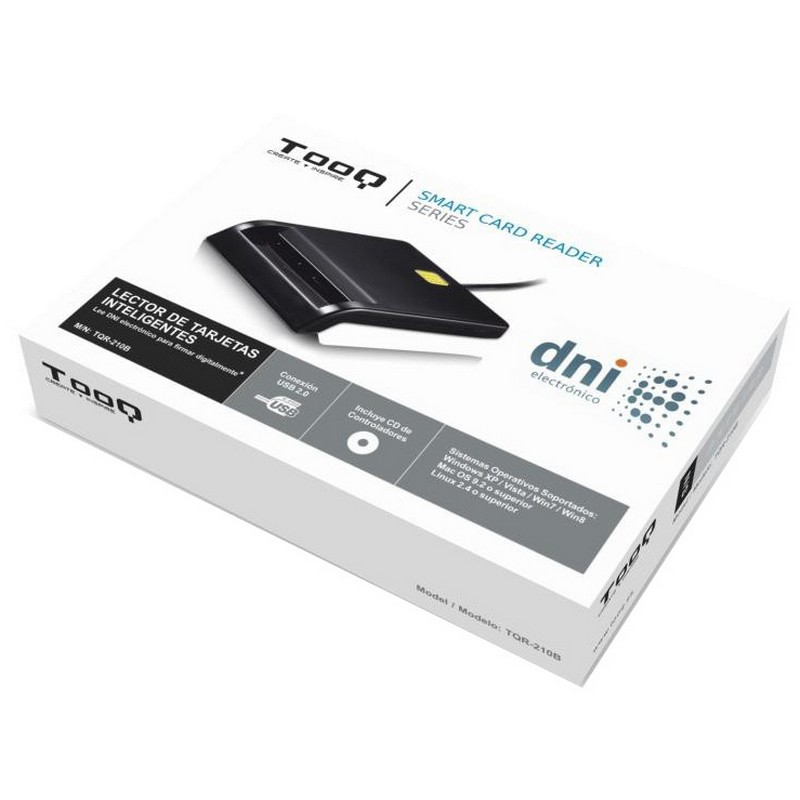 TooQ
CREATE • INSPIRE
SMART CARD READER
SERIES
LECTOR DE TARJETAS
INTELIGENTES
Lee DNI electrónico para firmar digitalmente*
M/N: TQR-210B
Conexión
USB 2.0
USB
Incluye CD de
Controladores
Sistemas Operativos Soportados:
Windows XP / Vista / Win7 / Win8
Mac OS 9.2 o superior
Linux 2.4 o superior
dni
electrónico
TooQ
CREATE • INSPIRE
Model / Modelo: TQR-210B
TooQ